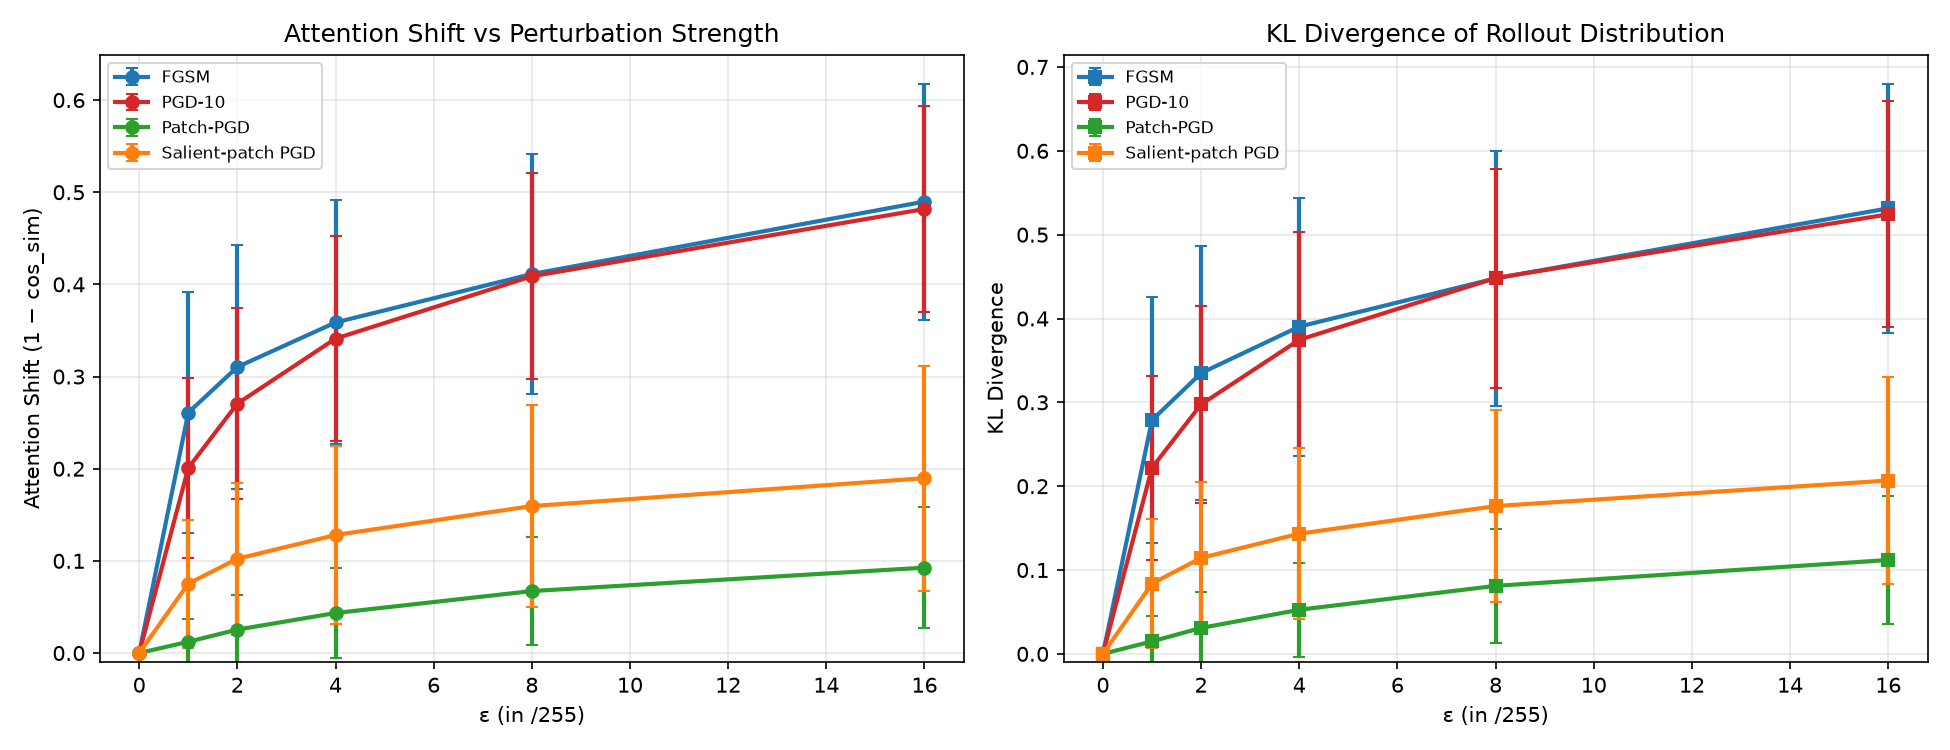 Attention Shift vs Perturbation Strength
Attention Shift (1 − cos_sim)
0.6
0.5
0.4
0.3
0.2
0.1
0.0
FGSM
PGD-10
Patch-PGD
Salient-patch PGD
0 2 4 6 8 10 12 14 16
ε (in /255)
KL Divergence of Rollout Distribution
KL Divergence
0.7
0.6
0.5
0.4
0.3
0.2
0.1
0.0
FGSM
PGD-10
Patch-PGD
Salient-patch PGD
0 2 4 6 8 10 12 14 16
ε (in /255)